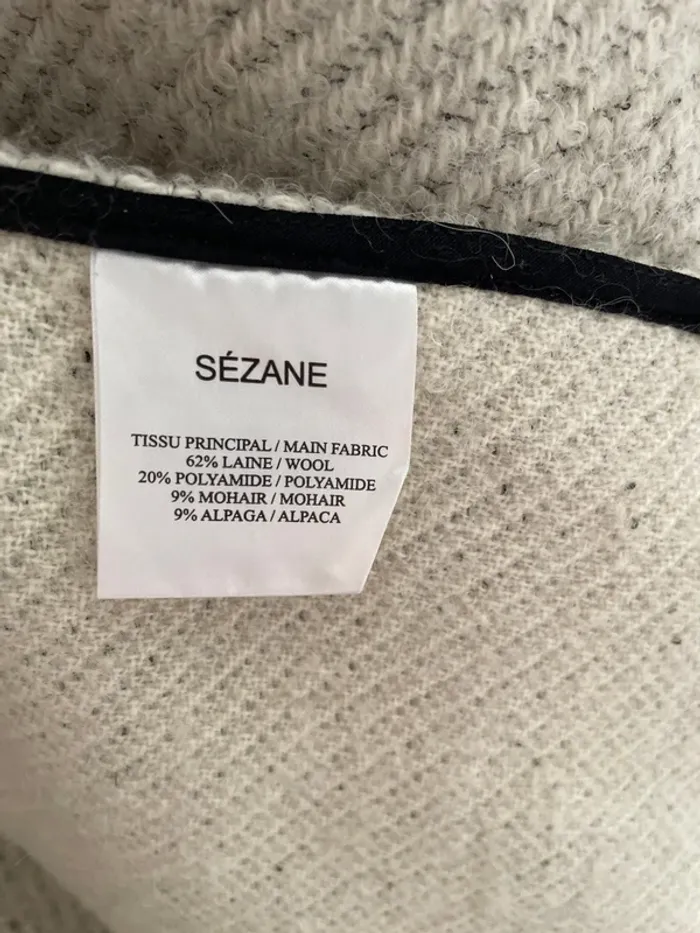 SÉZANE
TISSU PRINCIPAL / MAIN FABRIC
62% LAINE / WOOL
20% POLYAMIDE / POLYAMIDE
9% MOHAIR / MOHAIR
9% ALPAGA / ALPACA